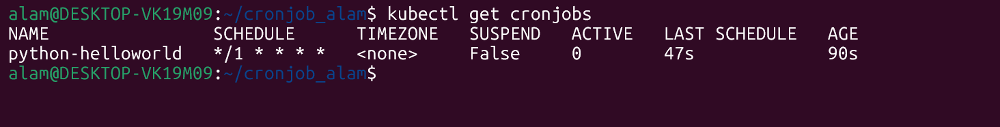 alam@DESKTOP-VK19M09:~/cronjob_alam$ kubectl get cronjobs
NAME                SCHEDULE      TIMEZONE   SUSPEND   ACTIVE   LAST SCHEDULE   AGE
python-helloworld   */1 * * * *   <none>     False     0        47s             90s
alam@DESKTOP-VK19M09:~/cronjob_alam$